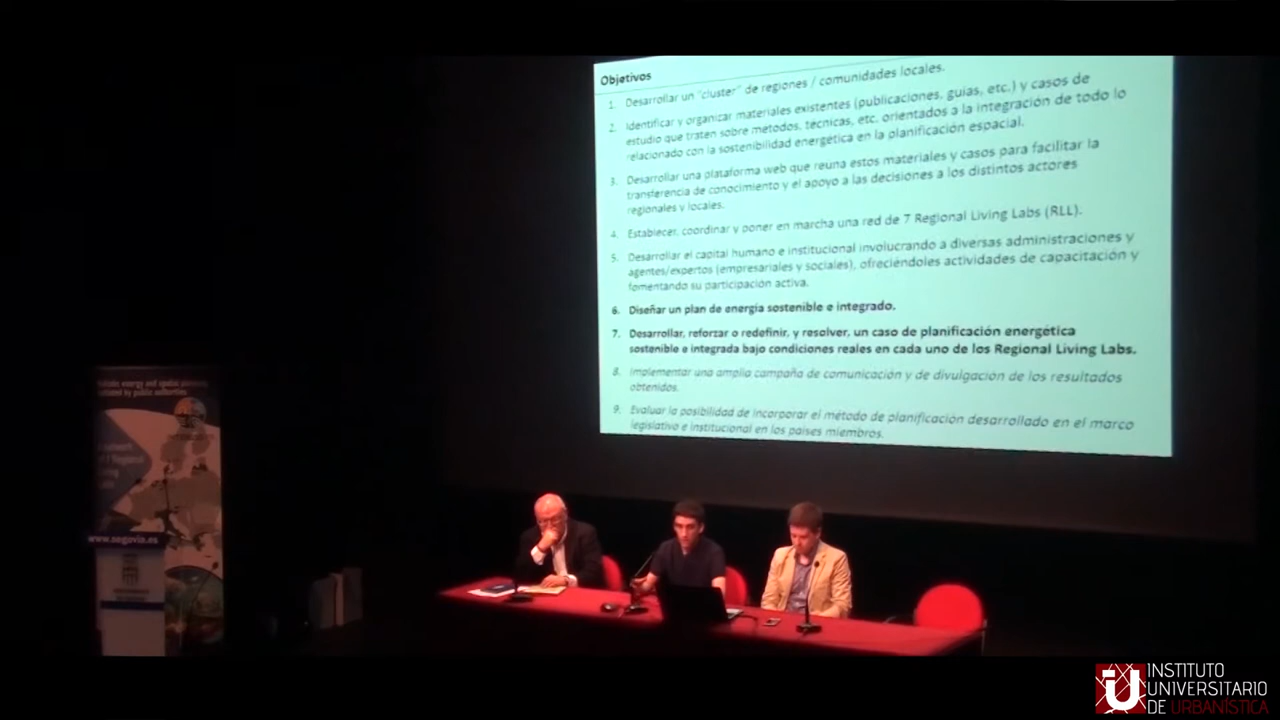 Objetivos
1. Desarrollar un "cluster" de regiones / comunidades locales.
2. Identificar y organizar materiales existentes (publicaciones, guías, etc.) y casos de
estudio que traten sobre métodos, técnicas, etc. orientados a la integración de todo lo
relacionado con la sostenibilidad energética en la planificación espacial.
3. Desarrollar una plataforma web que reúna estos materiales y casos para facilitar la
transferencia de conocimiento y el apoyo a las decisiones a los distintos actores
regionales y locales.
4. Establecer, coordinar y poner en marcha una red de 7 Regional Living Labs (RLL).
5. Desarrollar el capital humano e institucional involucrando a diversas administraciones y
agentes/expertos (empresariales y sociales), ofreciéndoles actividades de capacitación y
fomentando su participación activa.
6. Diseñar un plan de energía sostenible e integrado.
7. Desarrollar, reforzar o redefinir, y resolver, un caso de planificación energética
sostenible e integrada bajo condiciones reales en cada uno de los Regional Living Labs.
8. Implementar una amplia campaña de comunicación y de divulgación de los resultados
obtenidos.
9. Evaluar la posibilidad de incorporar el método de planificación desarrollado en el marco
legislativo e institucional en los países miembros.
energy and spatial
by public authorities
www.segovia.es
iU
INSTITUTO
UNIVERSITARIO
DE URBANÍSTICA